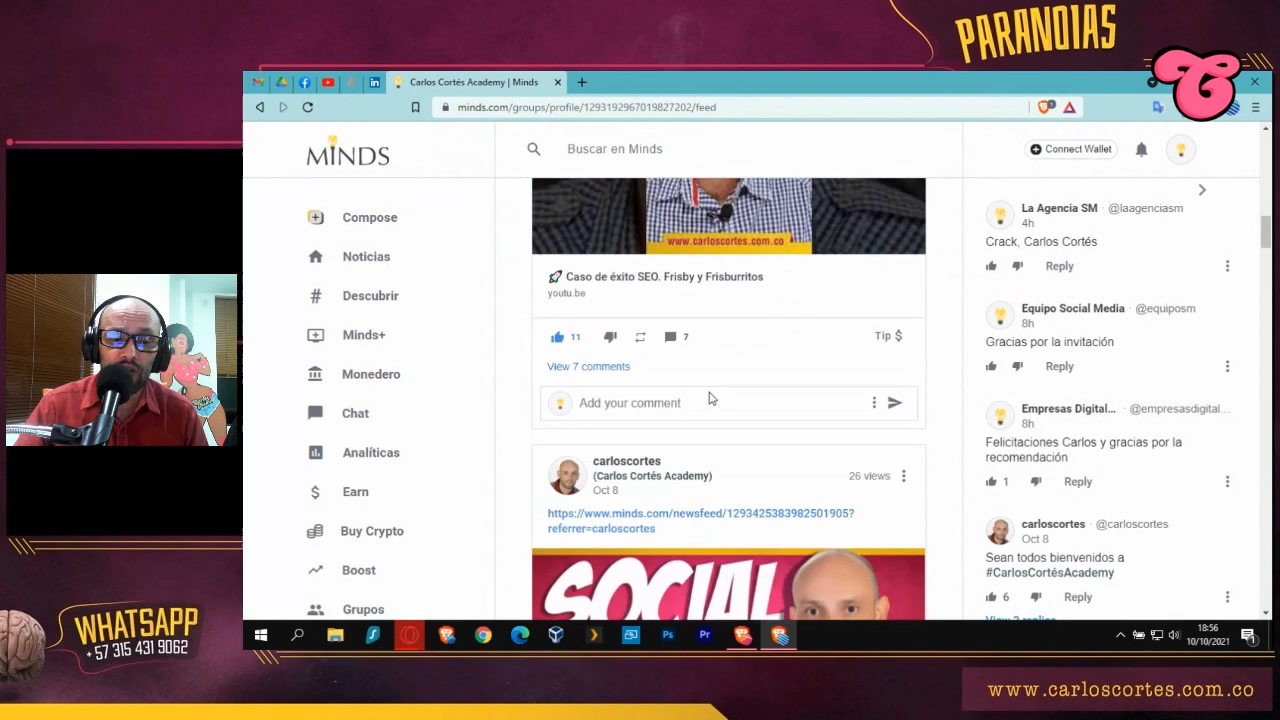 PARANOIAS
Carlos Cortés Academy | Minds
minds.com/groups/profile/1293192967019827202/feed
MINDS
Buscar en Minds
Connect Wallet
Compose
Noticias
Descubrir
Minds+
Monedero
Chat
Analíticas
Earn
Buy Crypto
Boost
Grupos
www.carloscortes.com.co
🚀 Caso de éxito SEO. Frisby y Frisburritos
youtu.be
11
7
Tip $
View 7 comments
Add your comment
carloscortes
(Carlos Cortés Academy)
Oct 8
26 views
https://www.minds.com/newsfeed/1293425383982501905?
referrer=carloscortes
SOCIAL
La Agencia SM · @laagenciasm
4h
Crack, Carlos Cortés
Reply
Equipo Social Media · @equiposm
8h
Gracias por la invitación
Reply
Empresas Digital... · @empresasdigital...
8h
Felicitaciones Carlos y gracias por la
recomendación
1
Reply
carloscortes · @carloscortes
Oct 8
Sean todos bienvenidos a
#CarlosCortésAcademy
6
Reply
18:56
10/10/2021
WHATSAPP
+ 57 315 431 9062
www.carloscortes.com.co